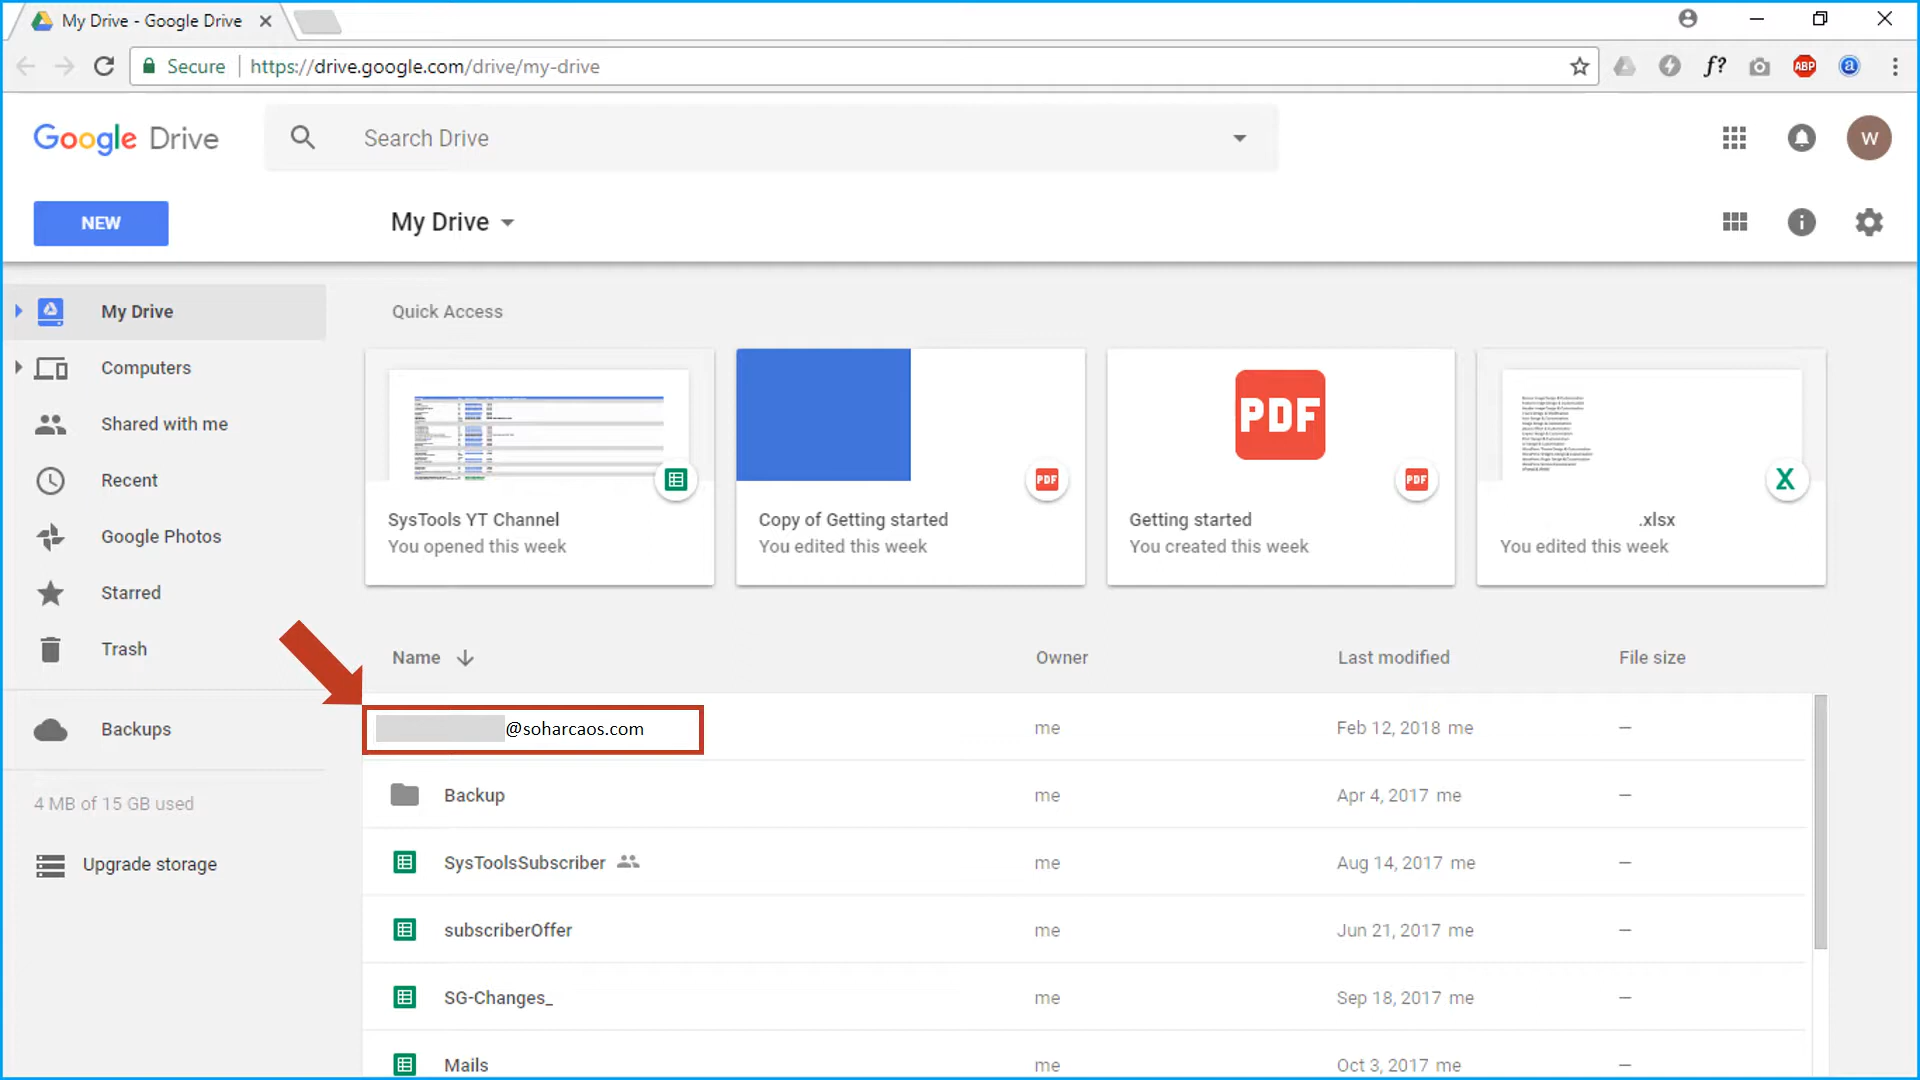 My Drive - Google Drive
Secure https://drive.google.com/drive/my-drive
f? ABP a
Google Drive
Search Drive
W
NEW
My Drive
My Drive
Computers
Shared with me
Recent
Google Photos
Starred
Trash
Backups
4 MB of 15 GB used
Upgrade storage
Quick Access
SysTools YT Channel
You opened this week
PDF
Copy of Getting started
You edited this week
PDF
PDF
Getting started
You created this week
X
.xlsx
You edited this week
Name Owner Last modified File size
@soharcaos.com me Feb 12, 2018 me –
Backup me Apr 4, 2017 me –
SysToolsSubscriber me Aug 14, 2017 me –
subscriberOffer me Jun 21, 2017 me –
SG-Changes_ me Sep 18, 2017 me –
Mails me Oct 3, 2017 me –